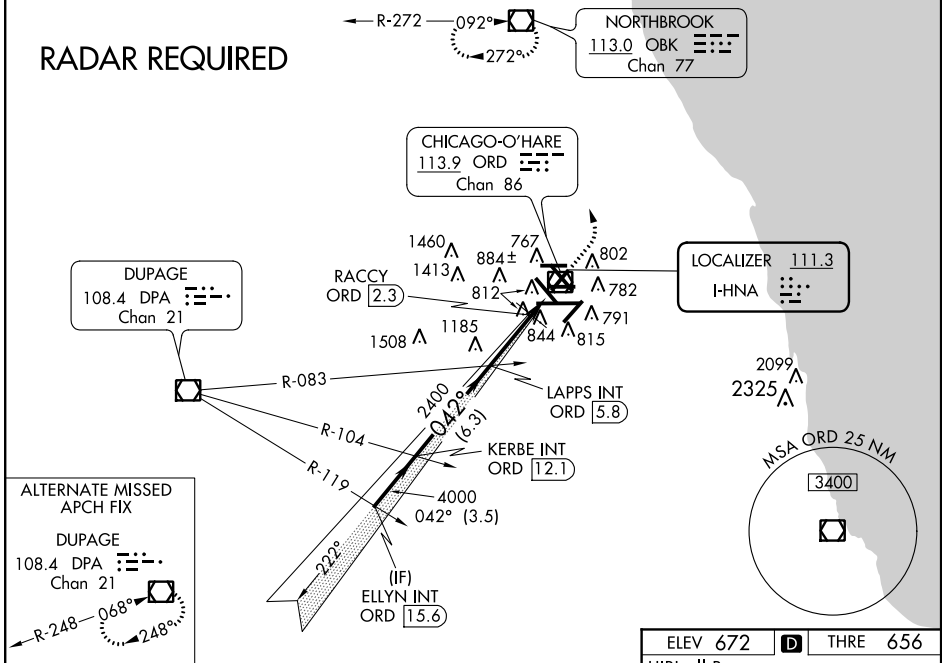 RADAR REQUIRED
R-272
092°
272°
NORTHBROOK
113.0 OBK
Chan 77
CHICAGO-O'HARE
113.9 ORD
Chan 86
1460
1413
884±
767
802
812
782
791
844
815
1508
1185
RACCY
ORD 2.3
LOCALIZER 111.3
I-HNA
DUPAGE
108.4 DPA
Chan 21
R-083
R-104
R-119
2400
042°
(6.3)
LAPPS INT
ORD 5.8
KERBE INT
ORD 12.1
4000
042° (3.5)
222°
(IF)
ELLYN INT
ORD 15.6
2099
2325
MSA ORD 25 NM
3400
ALTERNATE MISSED
APCH FIX
DUPAGE
108.4 DPA
Chan 21
R-248
068°
248°
ELEV 672 D THRE 656